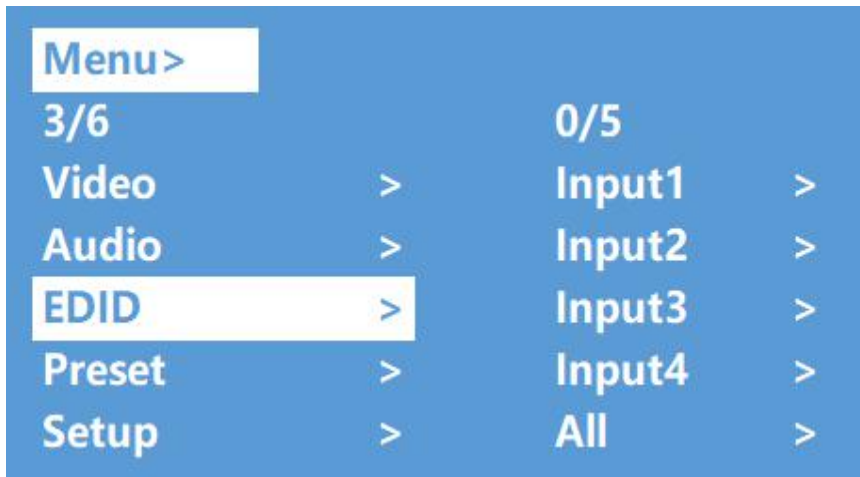 Menu>
3/6 0/5
Video > Input1 >
Audio > Input2 >
EDID > Input3 >
Preset > Input4 >
Setup > All >